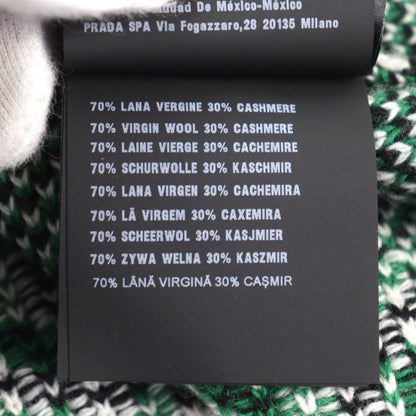 Ciudad De México-México
PRADA SPA Via Fogazzaro,28 20135 Milano
70% LANA VERGINE 30% CASHMERE
70% VIRGIN WOOL 30% CASHMERE
70% LAINE VIERGE 30% CACHEMIRE
70% SCHURWOLLE 30% KASCHMIR
70% LANA VIRGEN 30% CACHEMIRA
70% LÃ VIRGEM 30% CAXEMIRA
70% SCHEERWOL 30% KASJMIER
70% ZYWA WELNA 30% KASZMIR
70% LÂNĂ VIRGINĂ 30% CAȘMIR